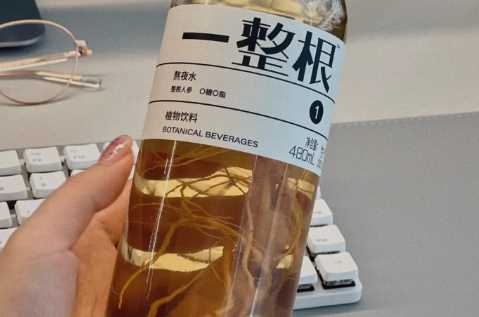 一整根
熬夜水
整根人参 0糖0脂
1
植物饮料
BOTANICAL BEVERAGES
净含量:
480mL